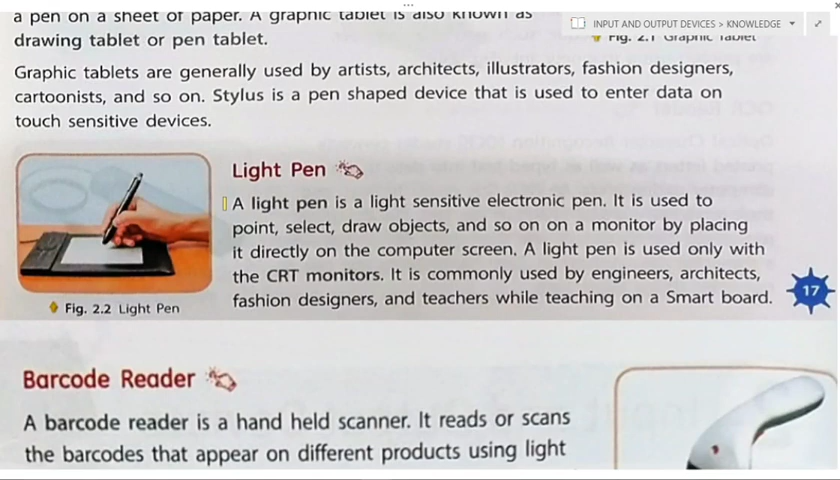 a pen on a sheet of paper. A graphic tablet is also known as
drawing tablet or pen tablet.
INPUT AND OUTPUT DEVICES > KNOWLEDGE
Fig. 2.1 Graphic Tablet
Graphic tablets are generally used by artists, architects, illustrators, fashion designers,
cartoonists, and so on. Stylus is a pen shaped device that is used to enter data on
touch sensitive devices.
Light Pen
A light pen is a light sensitive electronic pen. It is used to
point, select, draw objects, and so on on a monitor by placing
it directly on the computer screen. A light pen is used only with
the CRT monitors. It is commonly used by engineers, architects,
fashion designers, and teachers while teaching on a Smart board.
Fig. 2.2 Light Pen
17
Barcode Reader
A barcode reader is a hand held scanner. It reads or scans
the barcodes that appear on different products using light